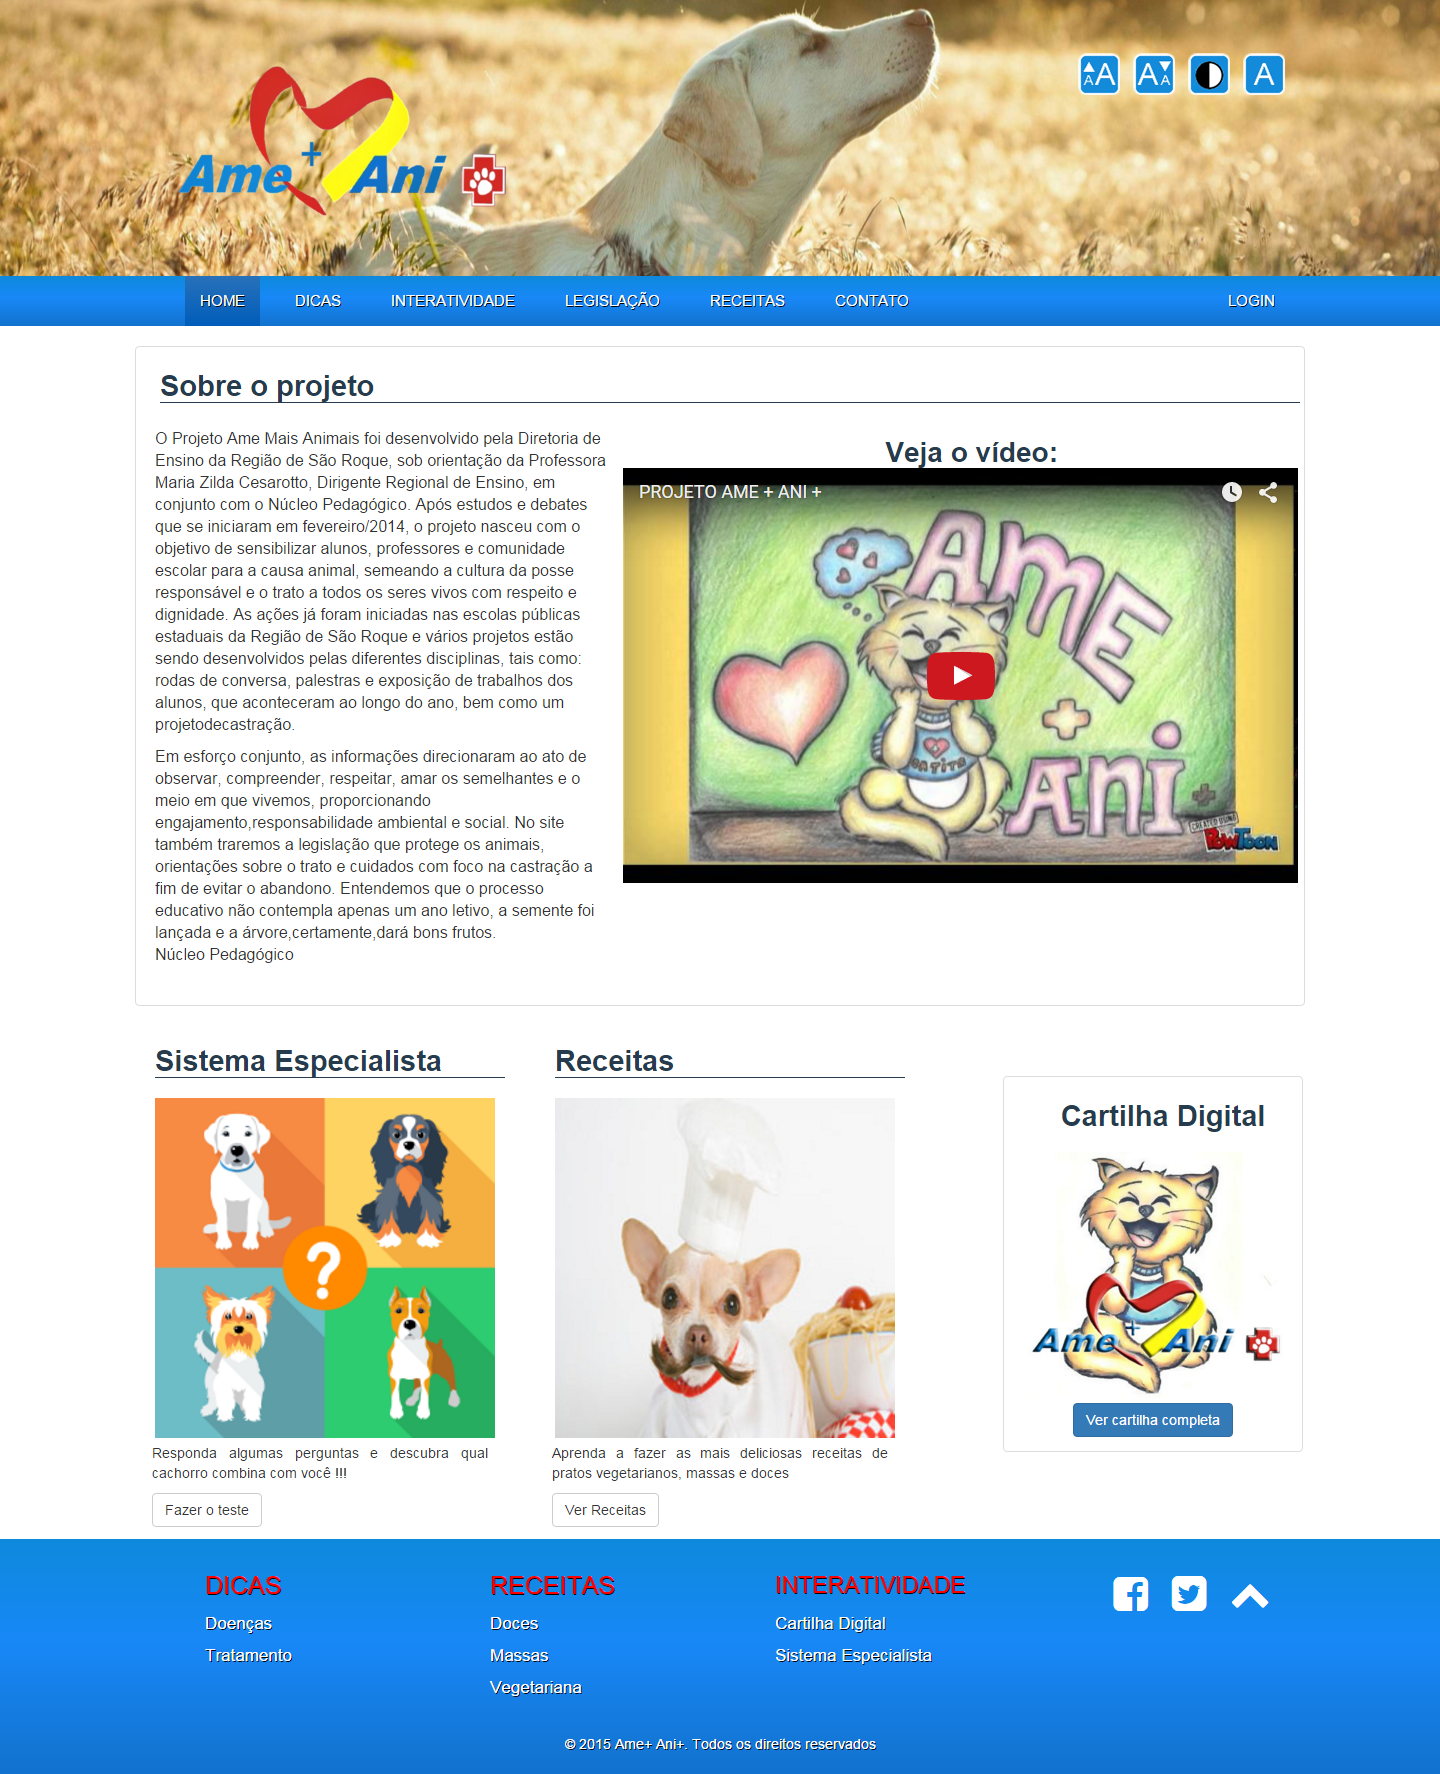 Ame + Ani
A A
A A
A
HOME
DICAS
INTERATIVIDADE
LEGISLAÇÃO
RECEITAS
CONTATO
LOGIN
Sobre o projeto
O Projeto Ame Mais Animais foi desenvolvido pela Diretoria de
Ensino da Região de São Roque, sob orientação da Professora
Maria Zilda Cesarotto, Dirigente Regional de Ensino, em
conjunto com o Núcleo Pedagógico. Após estudos e debates
que se iniciaram em fevereiro/2014, o projeto nasceu com o
objetivo de sensibilizar alunos, professores e comunidade
escolar para a causa animal, semeando a cultura da posse
responsável e o trato a todos os seres vivos com respeito e
dignidade. As ações já foram iniciadas nas escolas públicas
estaduais da Região de São Roque e vários projetos estão
sendo desenvolvidos pelas diferentes disciplinas, tais como:
rodas de conversa, palestras e exposição de trabalhos dos
alunos, que aconteceram ao longo do ano, bem como um
projetodecastração.
Em esforço conjunto, as informações direcionaram ao ato de
observar, compreender, respeitar, amar os semelhantes e o
meio em que vivemos, proporcionando
engajamento,responsabilidade ambiental e social. No site
também traremos a legislação que protege os animais,
orientações sobre o trato e cuidados com foco na castração a
fim de evitar o abandono. Entendemos que o processo
educativo não contempla apenas um ano letivo, a semente foi
lançada e a árvore,certamente,dará bons frutos.
Núcleo Pedagógico
Veja o vídeo:
PROJETO AME + ANI +
AME
+
ANi +
CATITO
CREATED USING
POWTOON
Sistema Especialista
?
Responda algumas perguntas e descubra qual
cachorro combina com você !!!
Fazer o teste
Receitas
Aprenda a fazer as mais deliciosas receitas de
pratos vegetarianos, massas e doces
Ver Receitas
Cartilha Digital
Ame + Ani
Ver cartilha completa
DICAS
Doenças
Tratamento
RECEITAS
Doces
Massas
Vegetariana
INTERATIVIDADE
Cartilha Digital
Sistema Especialista
© 2015 Ame+ Ani+. Todos os direitos reservados